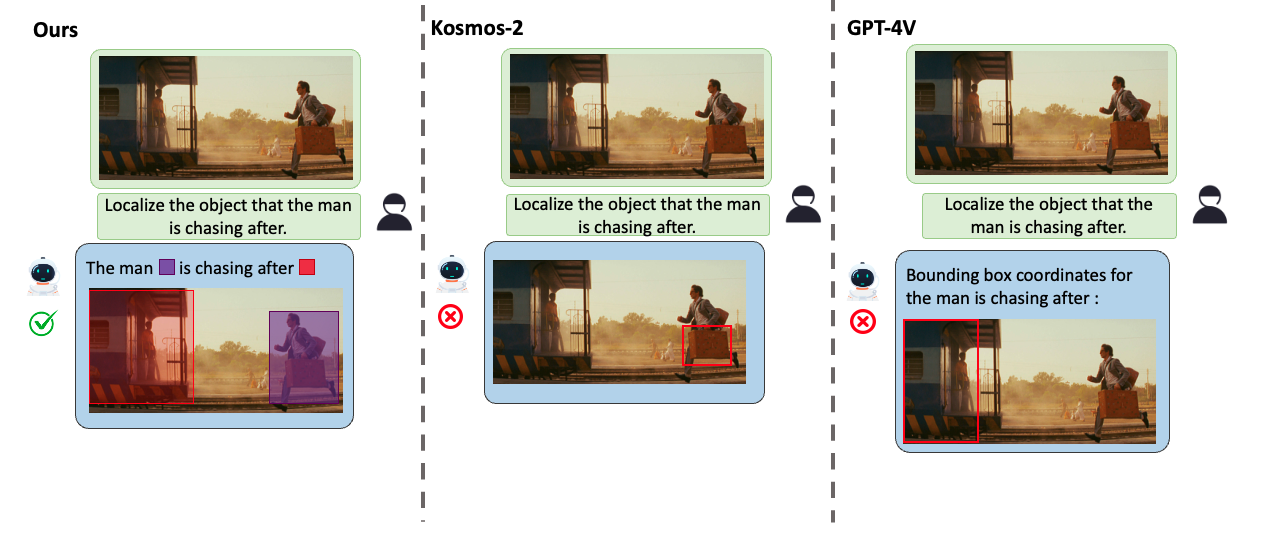 Ours
Localize the object that the man
is chasing after.
The man is chasing after
Kosmos-2
Localize the object that the man
is chasing after.
GPT-4V
Localize the object that the
man is chasing after.
Bounding box coordinates for
the man is chasing after :